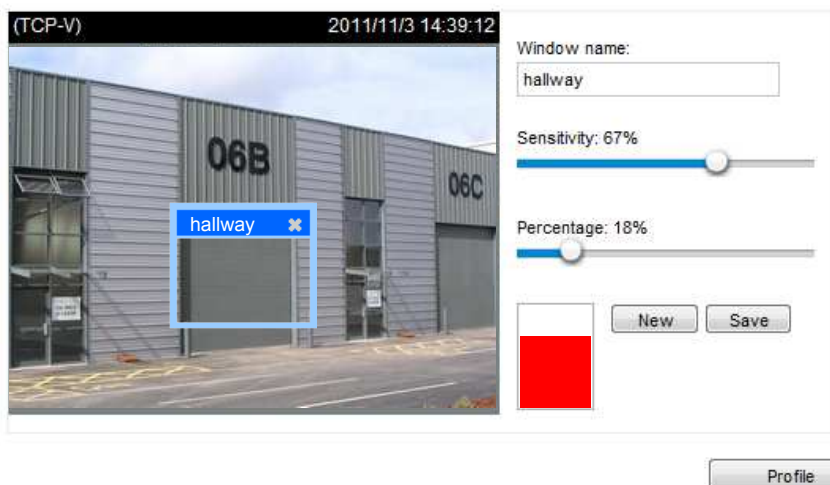 (TCP-V) 2011/11/3 14:39:12
Window name:
hallway
Sensitivity: 67%
06B
06C
hallway
Percentage: 18%
New Save
Profile